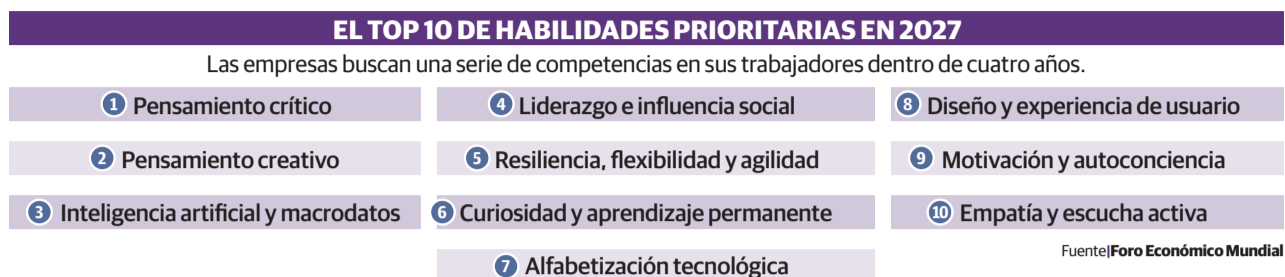 EL TOP 10 DE HABILIDADES PRIORITARIAS EN 2027
Las empresas buscan una serie de competencias en sus trabajadores dentro de cuatro años.
1 Pensamiento crítico
2 Pensamiento creativo
3 Inteligencia artificial y macrodatos
4 Liderazgo e influencia social
5 Resiliencia, flexibilidad y agilidad
6 Curiosidad y aprendizaje permanente
7 Alfabetización tecnológica
8 Diseño y experiencia de usuario
9 Motivación y autoconciencia
10 Empatía y escucha activa
Fuente|Foro Económico Mundial